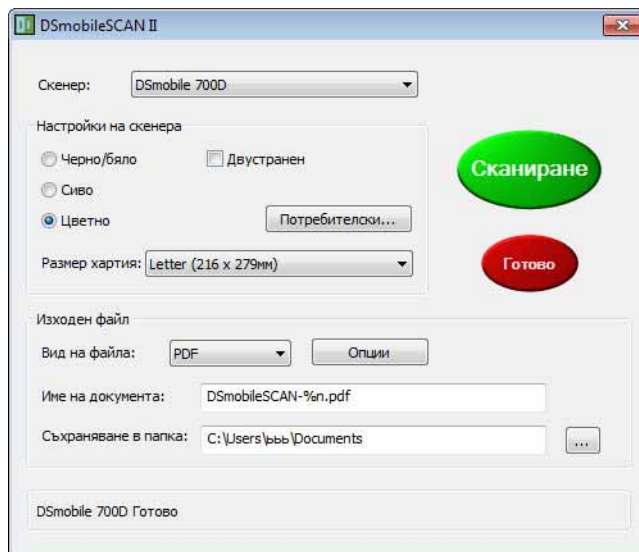 DSmobileSCAN II
Скенер: DSmobile 700D
Настройки на скенера
Черно/бяло Двустранен
Сканиране
Сиво
Цветно Потребителски...
Размер хартия: Letter (216 x 279мм)
Готово
Изходен файл
Вид на файла: PDF Опции
Име на документа: DSmobileSCAN-%n.pdf
Съхраняване в папка: C:\Users\ььь\Documents ...
DSmobile 700D Готово